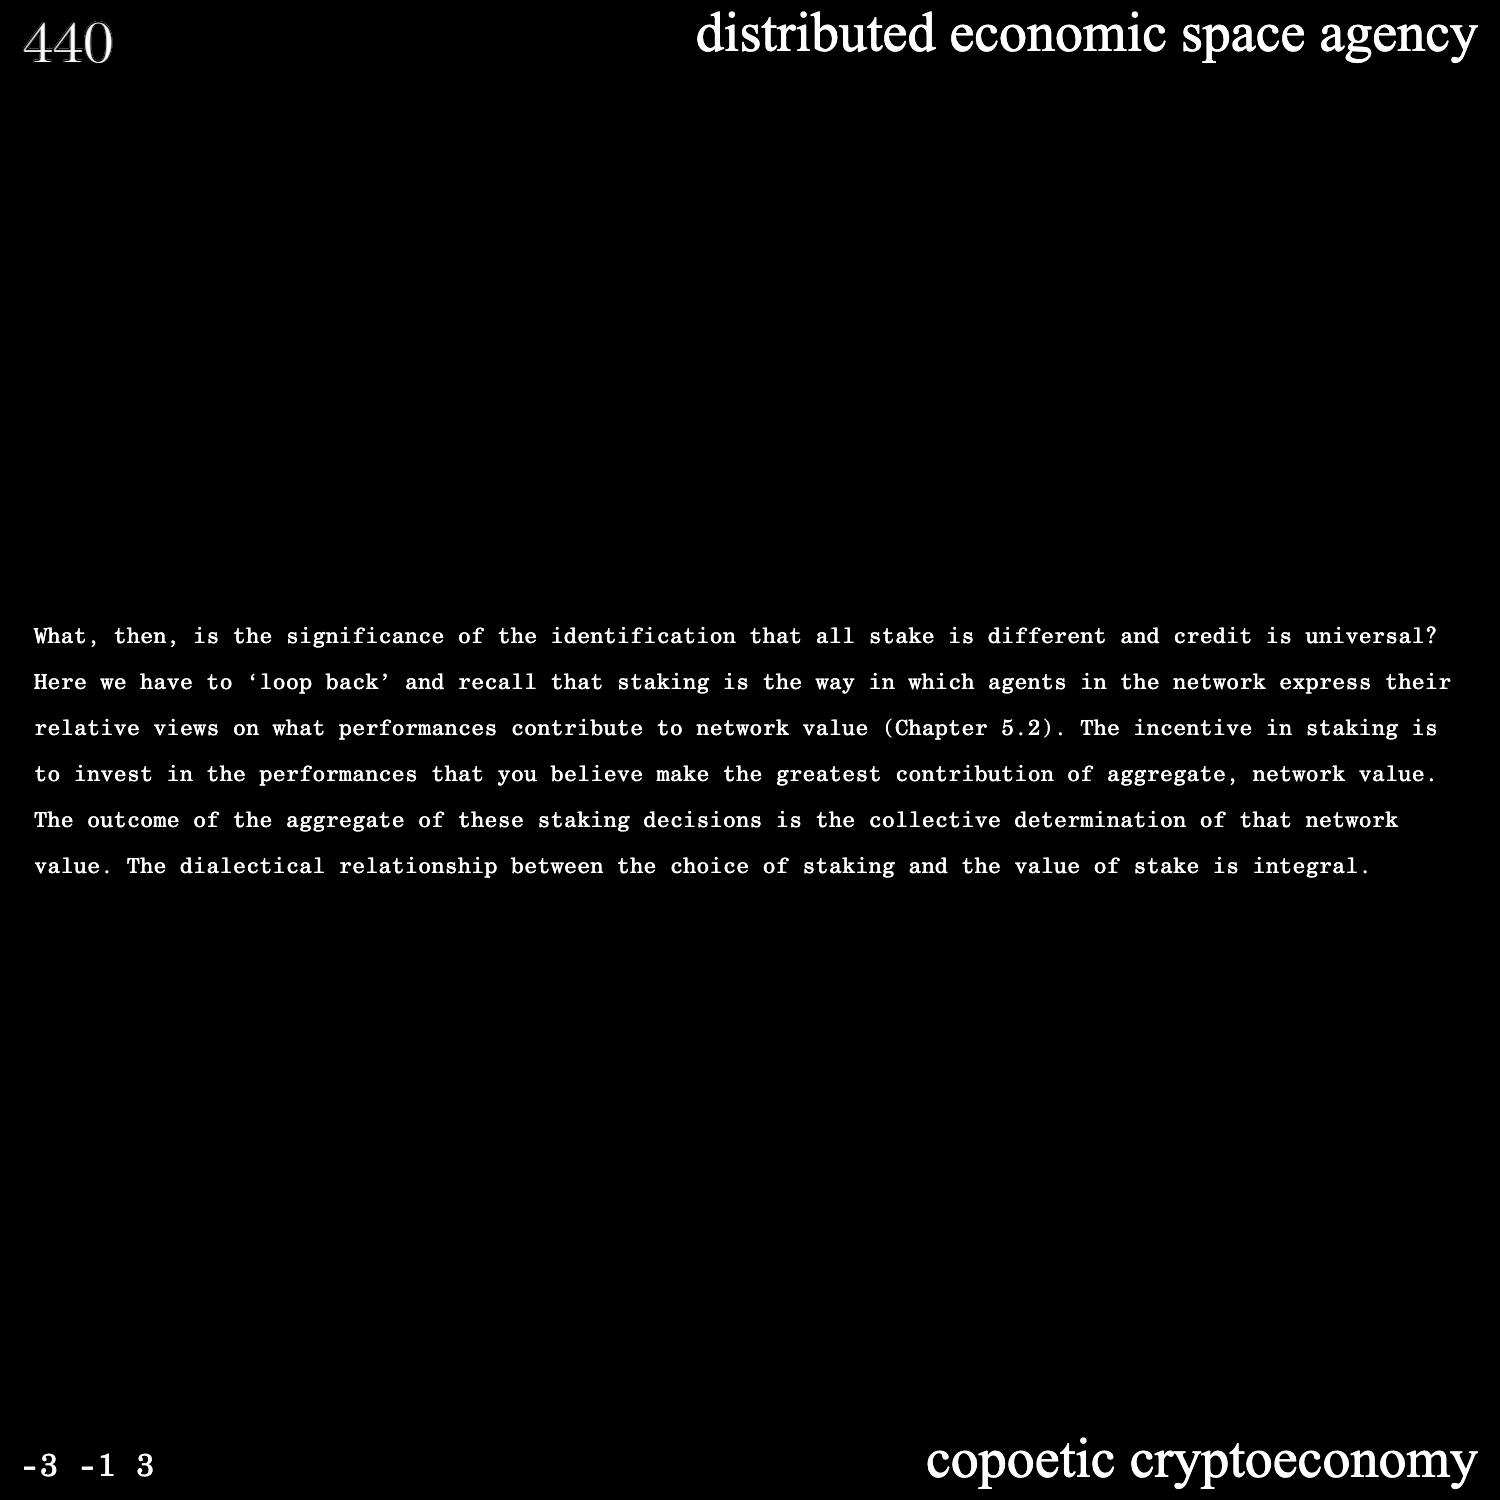 440
distributed economic space agency
What, then, is the significance of the identification that all stake is different and credit is universal?
Here we have to ‘loop back’ and recall that staking is the way in which agents in the network express their
relative views on what performances contribute to network value (Chapter 5.2). The incentive in staking is
to invest in the performances that you believe make the greatest contribution of aggregate, network value.
The outcome of the aggregate of these staking decisions is the collective determination of that network
value. The dialectical relationship between the choice of staking and the value of stake is integral.
-3 -1 3
copoetic cryptoeconomy